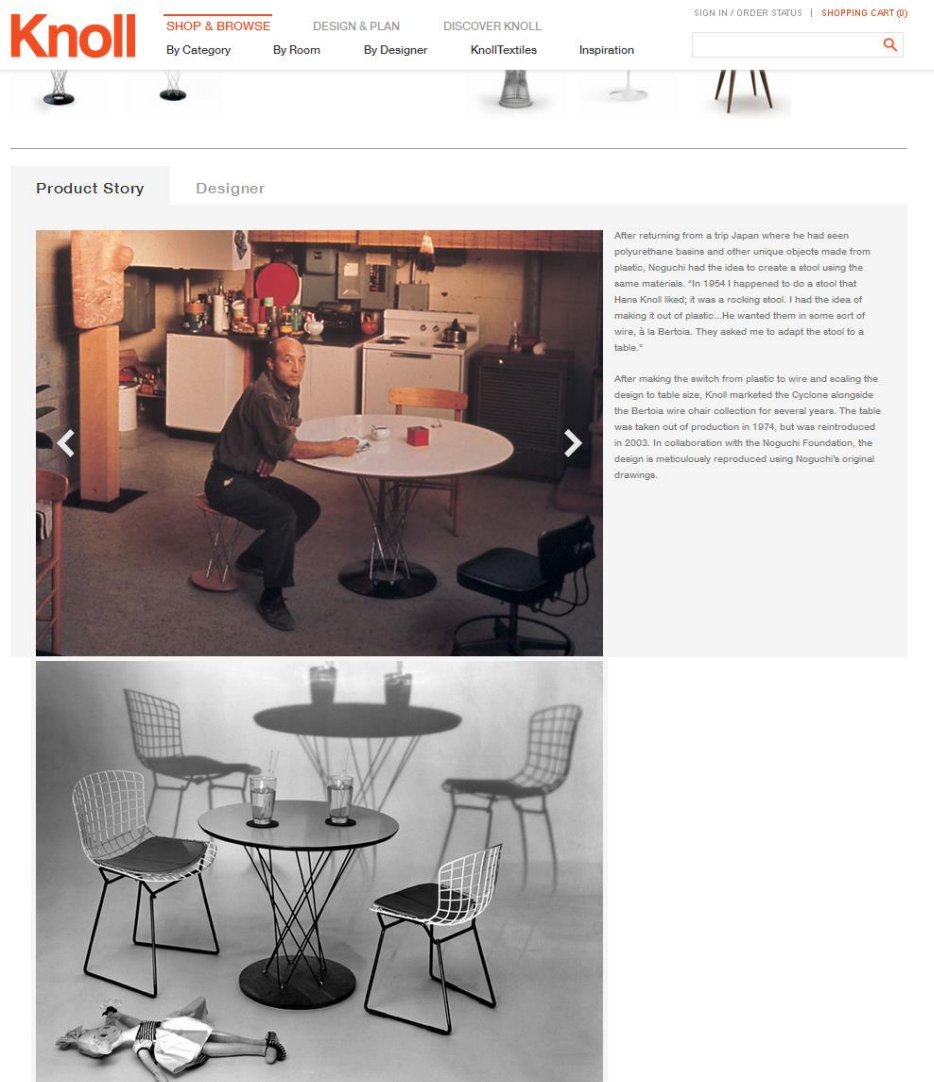 Knoll
SIGN IN / ORDER STATUS | SHOPPING CART (0)
SHOP & BROWSE DESIGN & PLAN DISCOVER KNOLL
By Category By Room By Designer KnollTextiles Inspiration
Product Story Designer
After returning from a trip Japan where he had seen
polyurethane basins and other unique objects made from
plastic, Noguchi had the idea to create a stool using the
same materials. “In 1954 I happened to do a stool that
Hans Knoll liked; it was a rocking stool. I had the idea of
making it out of plastic...He wanted them in some sort of
wire, à la Bertoia. They asked me to adapt the stool to a
table.”
After making the switch from plastic to wire and scaling the
design to table size, Knoll marketed the Cyclone alongside
the Bertoia wire chair collection for several years. The table
was taken out of production in 1974, but was reintroduced
in 2003. In collaboration with the Noguchi Foundation, the
design is meticulously reproduced using Noguchi's original
drawings.